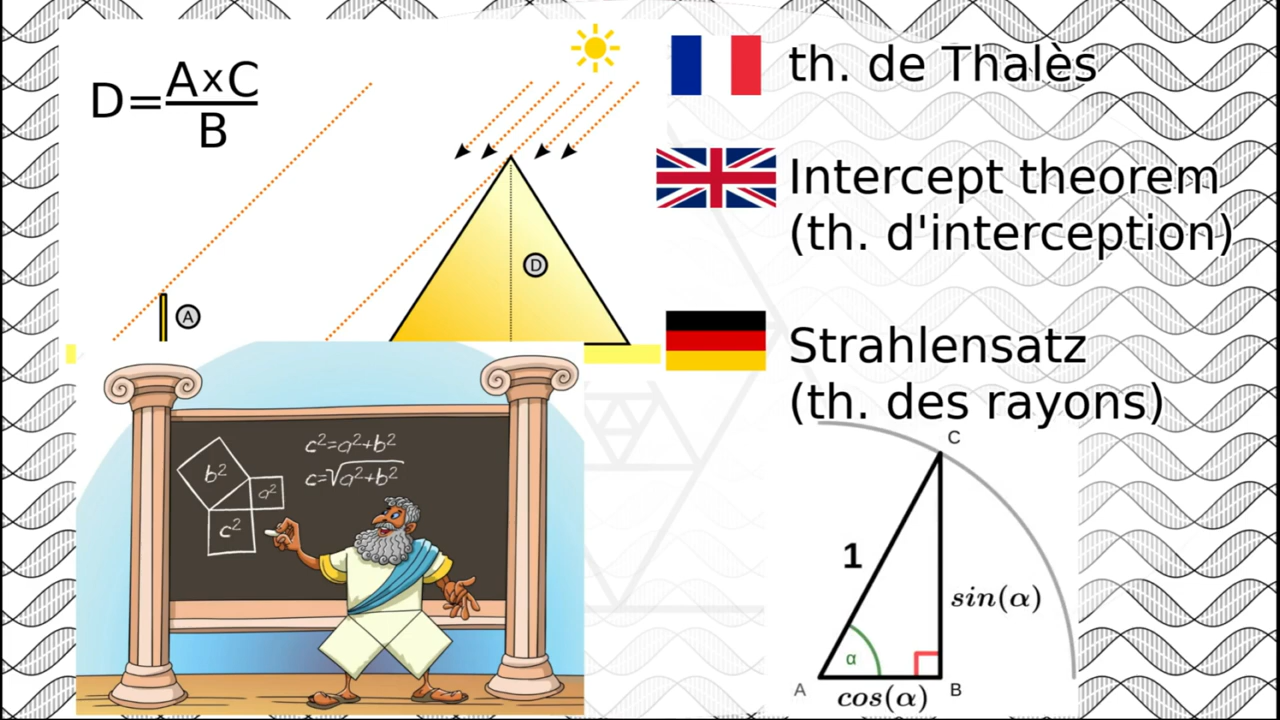 D=AxC
B
th. de Thalès
Intercept theorem
(th. d'interception)
Strahlensatz
(th. des rayons)
A
D
c²=a²+b²
c=√a²+b²
b²
a²
c²
C
1
sin(α)
α
A
B
cos(α)